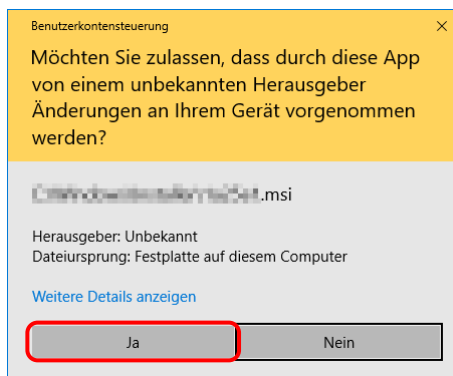 Benutzerkontensteuerung
Möchten Sie zulassen, dass durch diese App
von einem unbekannten Herausgeber
Änderungen an Ihrem Gerät vorgenommen
werden?
.msi
Herausgeber: Unbekannt
Dateiursprung: Festplatte auf diesem Computer
Weitere Details anzeigen
Ja Nein